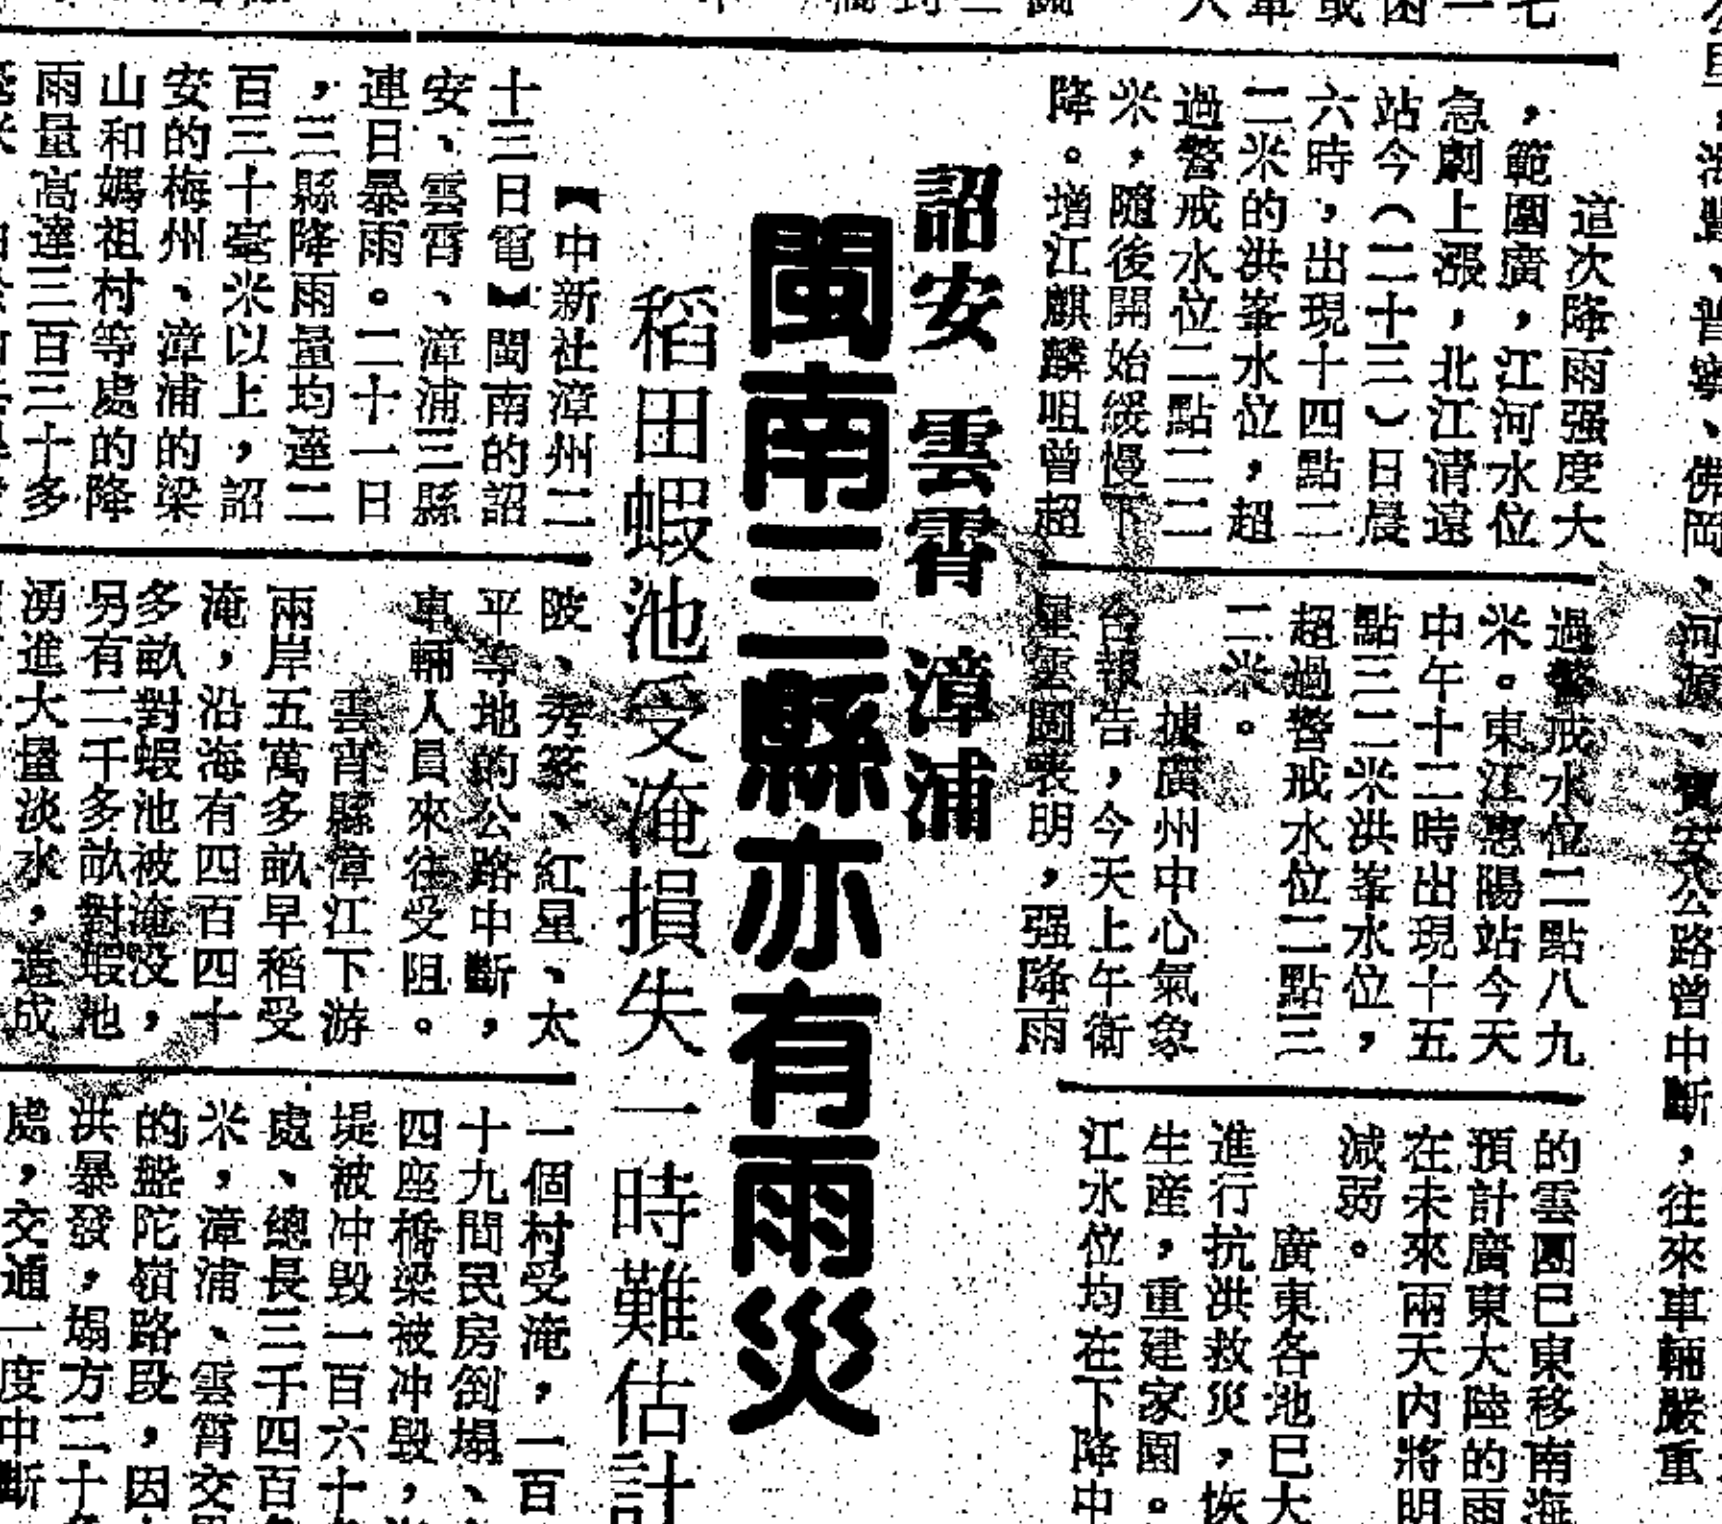 公路曾中斷，往來車輛嚴重
這次降雨强度大
，範圍廣，江河水位
急劇上漲，北江清遠
站今（二十三）日晨
六時，出現十四點二
二米的洪峯水位，超
過警戒水位二點二二
米，隨後開始緩慢下
降。增江麒麟咀曾超
過警戒水位二點八九
米。東江惠陽站今天
中午十二時出現十五
點三二米洪峯水位，
超過警戒水位二點三
二米。
據廣州中心氣象
台報告，今天上午衛
星雲圖表明，强降雨
的雲團已東移南海
預計廣東大陸的雨
在未來兩天內將明
減弱。
廣東各地已大
進行抗洪救災，恢
生産，重建家園。
江水位均在下降中
詔安 雲霄 漳浦
閩南三縣亦有雨災
稻田蝦池受淹損失一時難估計
【中新社漳州二
十三日電】閩南的詔
安、雲霄、漳浦三縣
連日暴雨。二十一日
，三縣降雨量均達二
百三十毫米以上，詔
安的梅州、漳浦的梁
山和媽祖村等處的降
雨量高達三百三十多
陂、秀篆、紅星、太
平等地的公路中斷，
車輛人員來往受阻。
雲霄縣漳江下游
兩岸五萬多畝早稻受
淹，沿海有四百四十
多畝對蝦池被淹没，
另有二千多畝對蝦池
湧進大量淡水，造成
一個村受淹，一百
十九間民房倒塌、
四座橋梁被冲毀，
堤被冲毀一百六十
處、總長三千四百
米，漳浦、雲霄交
的盤陀嶺路段，因
洪暴發，塌方二十
處，交通一度中斷